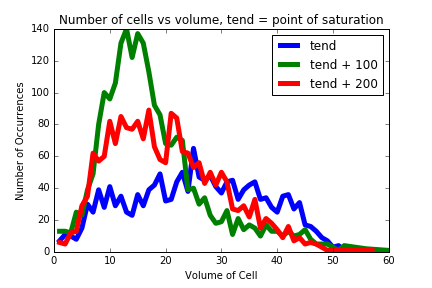 Number of cells vs volume, tend = point of saturation
140
120
100
80
60
40
20
0
Number of Occurrences
tend
tend + 100
tend + 200
0 10 20 30 40 50 60
Volume of Cell